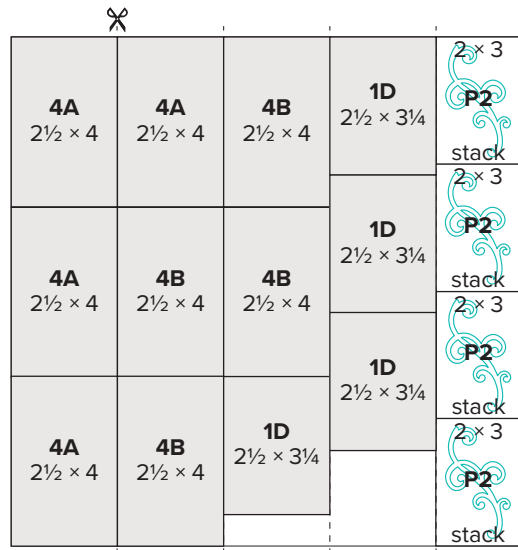 4A
2½ × 4
4A
2½ × 4
4B
2½ × 4
1D
2½ × 3¼
2 × 3
P2
stack
4A
2½ × 4
4B
2½ × 4
4B
2½ × 4
1D
2½ × 3¼
2 × 3
P2
stack
4A
2½ × 4
4B
2½ × 4
1D
2½ × 3¼
1D
2½ × 3¼
2 × 3
P2
stack
2 × 3
P2
stack